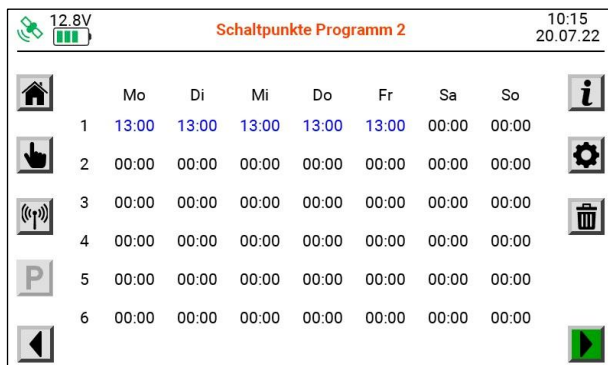 12.8V
Schaltpunkte Programm 2
10:15
20.07.22
Mo Di Mi Do Fr Sa So
1 13:00 13:00 13:00 13:00 13:00 00:00 00:00
2 00:00 00:00 00:00 00:00 00:00 00:00 00:00
3 00:00 00:00 00:00 00:00 00:00 00:00 00:00
4 00:00 00:00 00:00 00:00 00:00 00:00 00:00
5 00:00 00:00 00:00 00:00 00:00 00:00 00:00
6 00:00 00:00 00:00 00:00 00:00 00:00 00:00
i
P